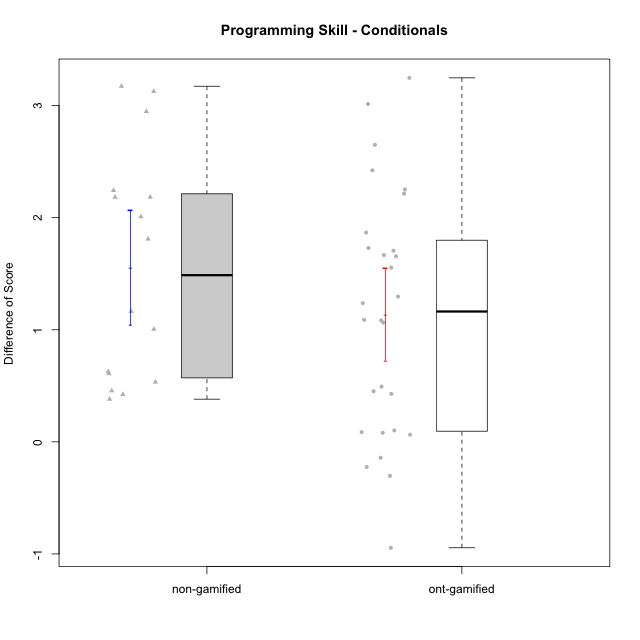 Programming Skill - Conditionals
Difference of Score
3
2
1
0
-1
non-gamified
ont-gamified